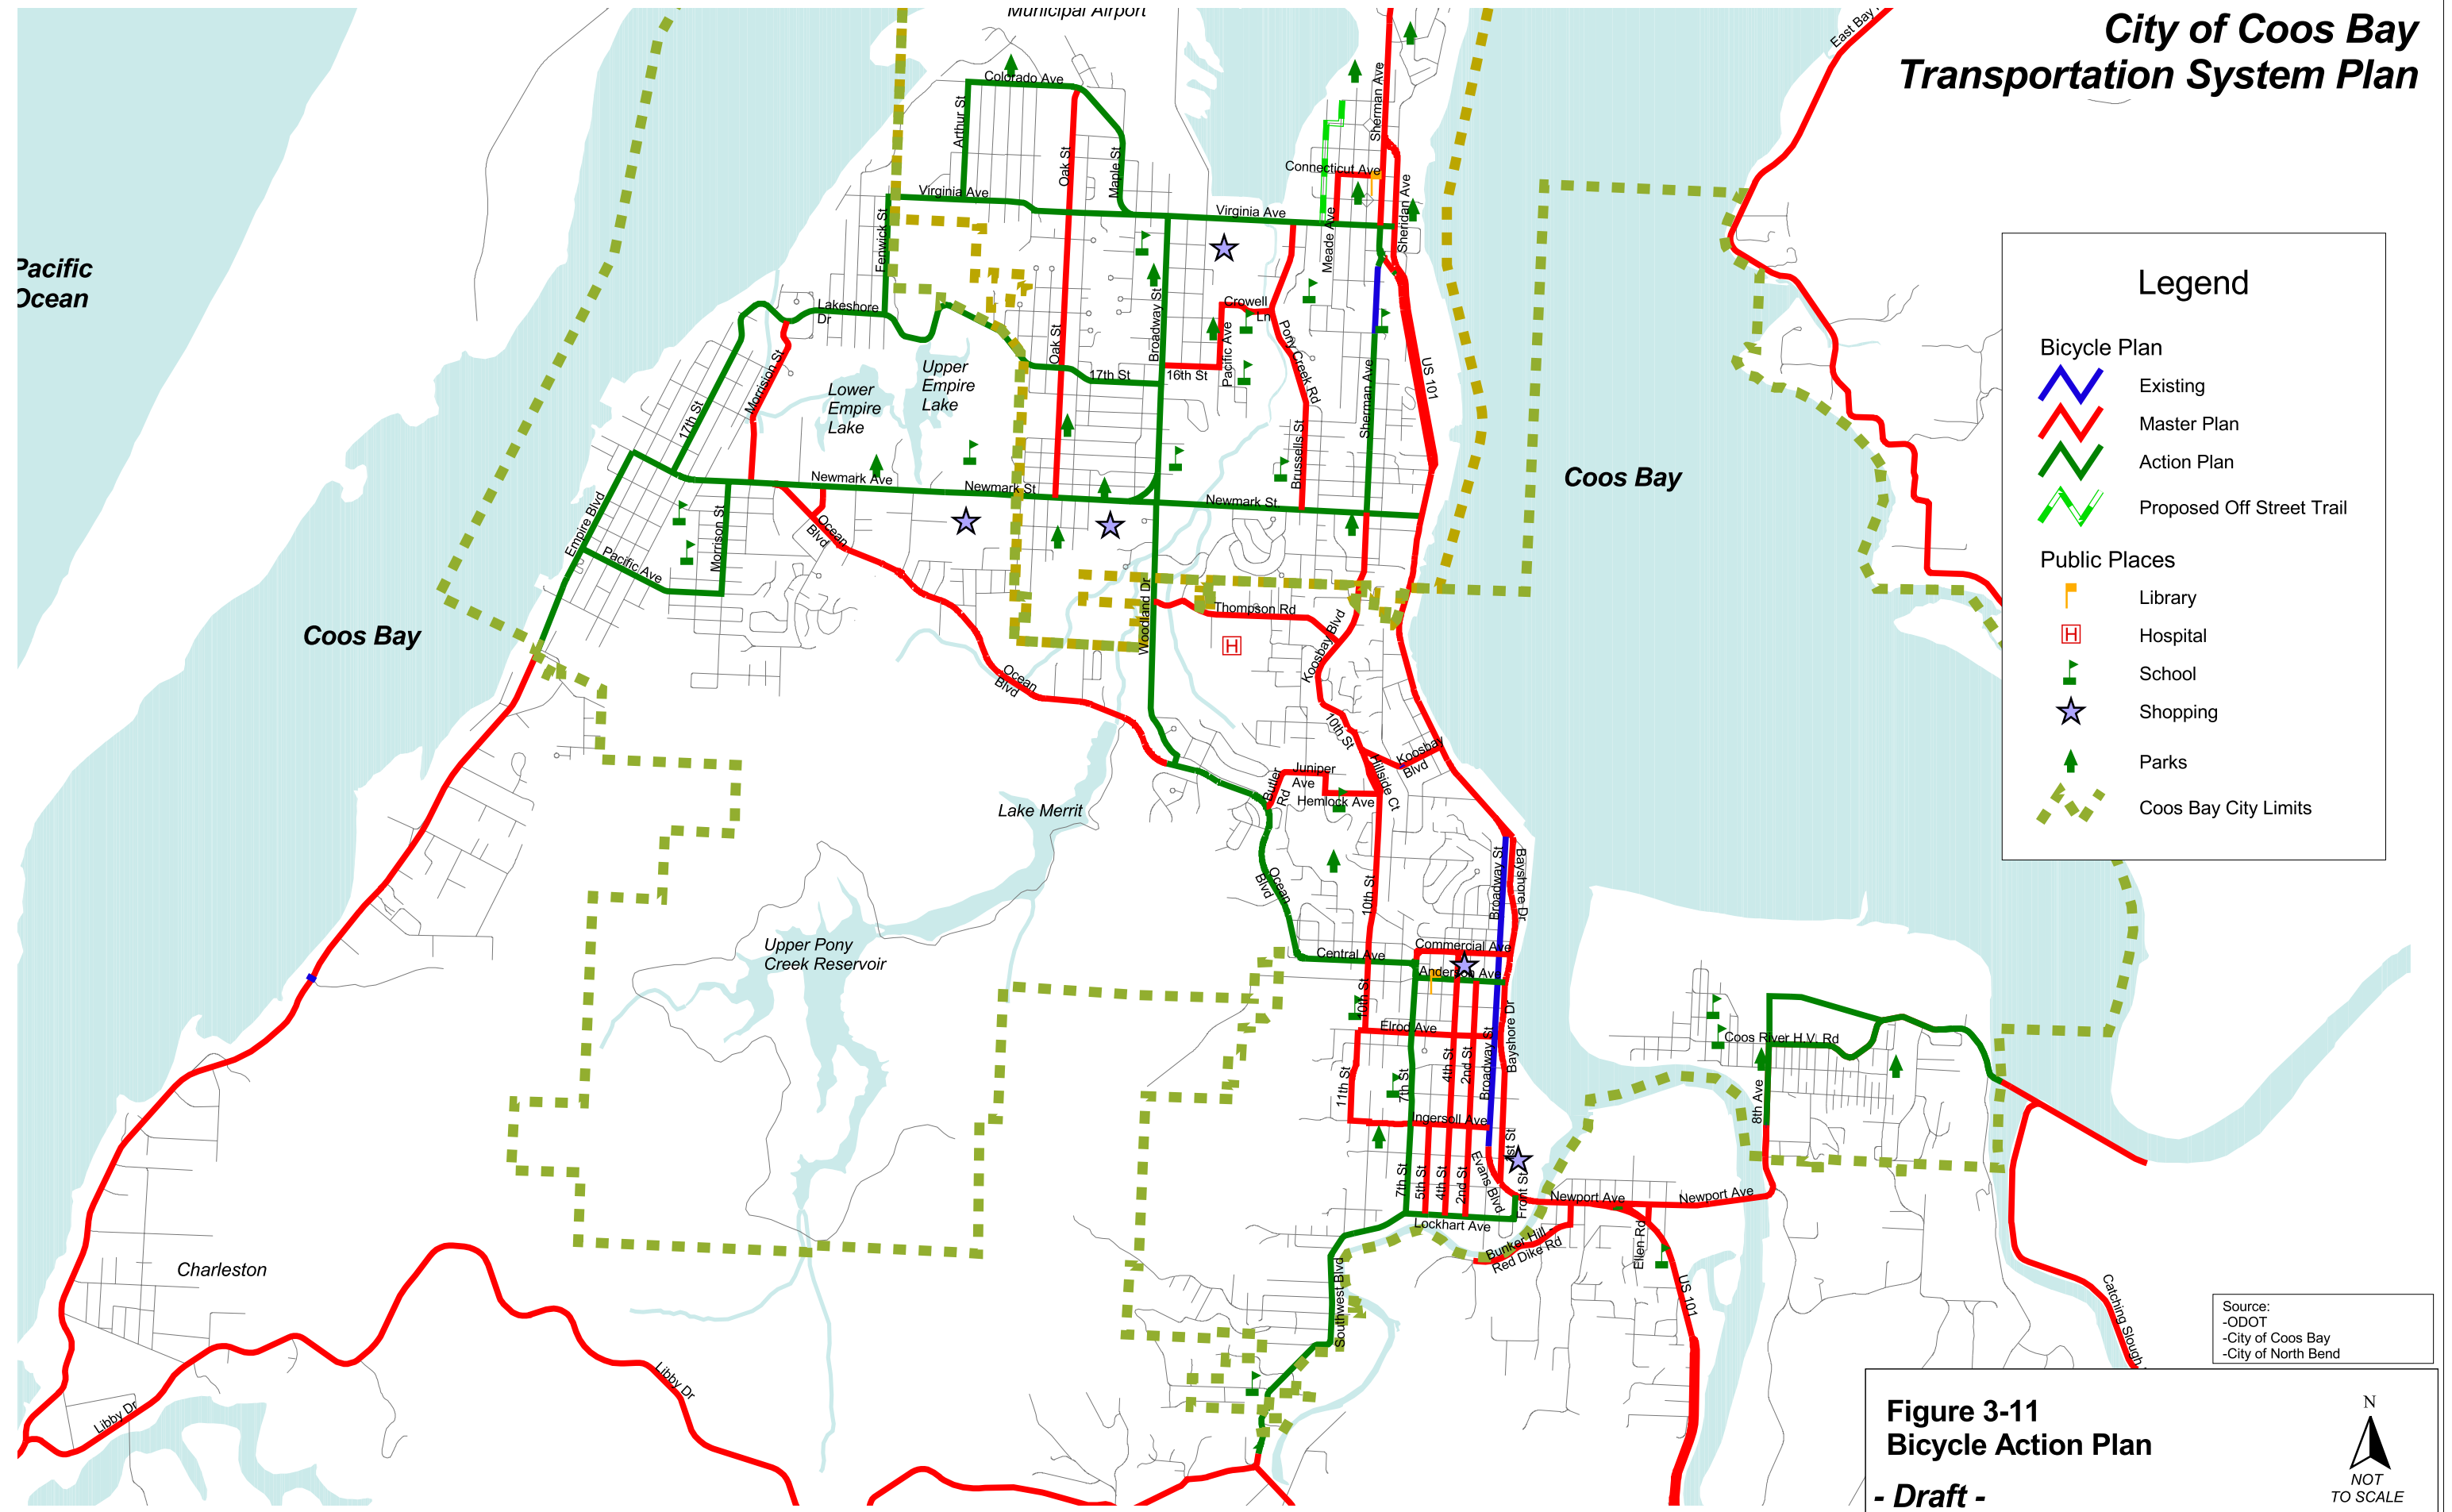 Municipal Airport
City of Coos Bay
Transportation System Plan
East Bay
Pacific
Ocean
Colorado Ave
Arthur St
Oak St
Maple St
Sherman Ave
Connecticut Ave
Virginia Ave
Virginia Ave
Fenwick St
Meade Ave
Sheridan Ave
Lakeshore
Dr
Oak St
Broadway St
Crowell
Ln
Pacific Ave
Pony Creek Rd
US 101
17th St
16th St
Morrision St
Upper
Empire
Lake
Lower
Empire
Lake
17th St
Sherman Ave
Brussells St
Newmark Ave
Newmark St
Newmark St.
Coos Bay
Empire Blvd
Pacific Ave
Morrison St
Ocean
Blvd
Woodland Dr
Thompson Rd
H
Koosbay Blvd
Coos Bay
Ocean
Blvd
10th St
Koosbay
Blvd
Hillside Ct
Juniper
Ave
Butler
Rd
Hemlock Ave
Lake Merrit
Ocean
Blvd
10th St
Broadway St
Bayshore Dr
Upper Pony
Creek Reservoir
Commercial Ave
Central Ave
Anderson Ave
10th St
Elrod Ave
Bayshore Dr
Broadway St
4th St
2nd St
7th St
11th St
Ingersoll Ave
1st St
7th St
5th St
4th St
2nd St
Evans Blvd
Front St
Lockhart Ave
Newport Ave
Newport Ave
Bunker Hill
Red Dike Rd
Ellen Rd
US 101
Coos River H.V. Rd
8th Ave
Catching Slough
Southwest Blvd
Charleston
Libby Dr
Libby Dr
Legend
Bicycle Plan
Existing
Master Plan
Action Plan
Proposed Off Street Trail
Public Places
Library
H Hospital
School
Shopping
Parks
Coos Bay City Limits
Source:
-ODOT
-City of Coos Bay
-City of North Bend
Figure 3-11
Bicycle Action Plan
- Draft -
N
NOT
TO SCALE